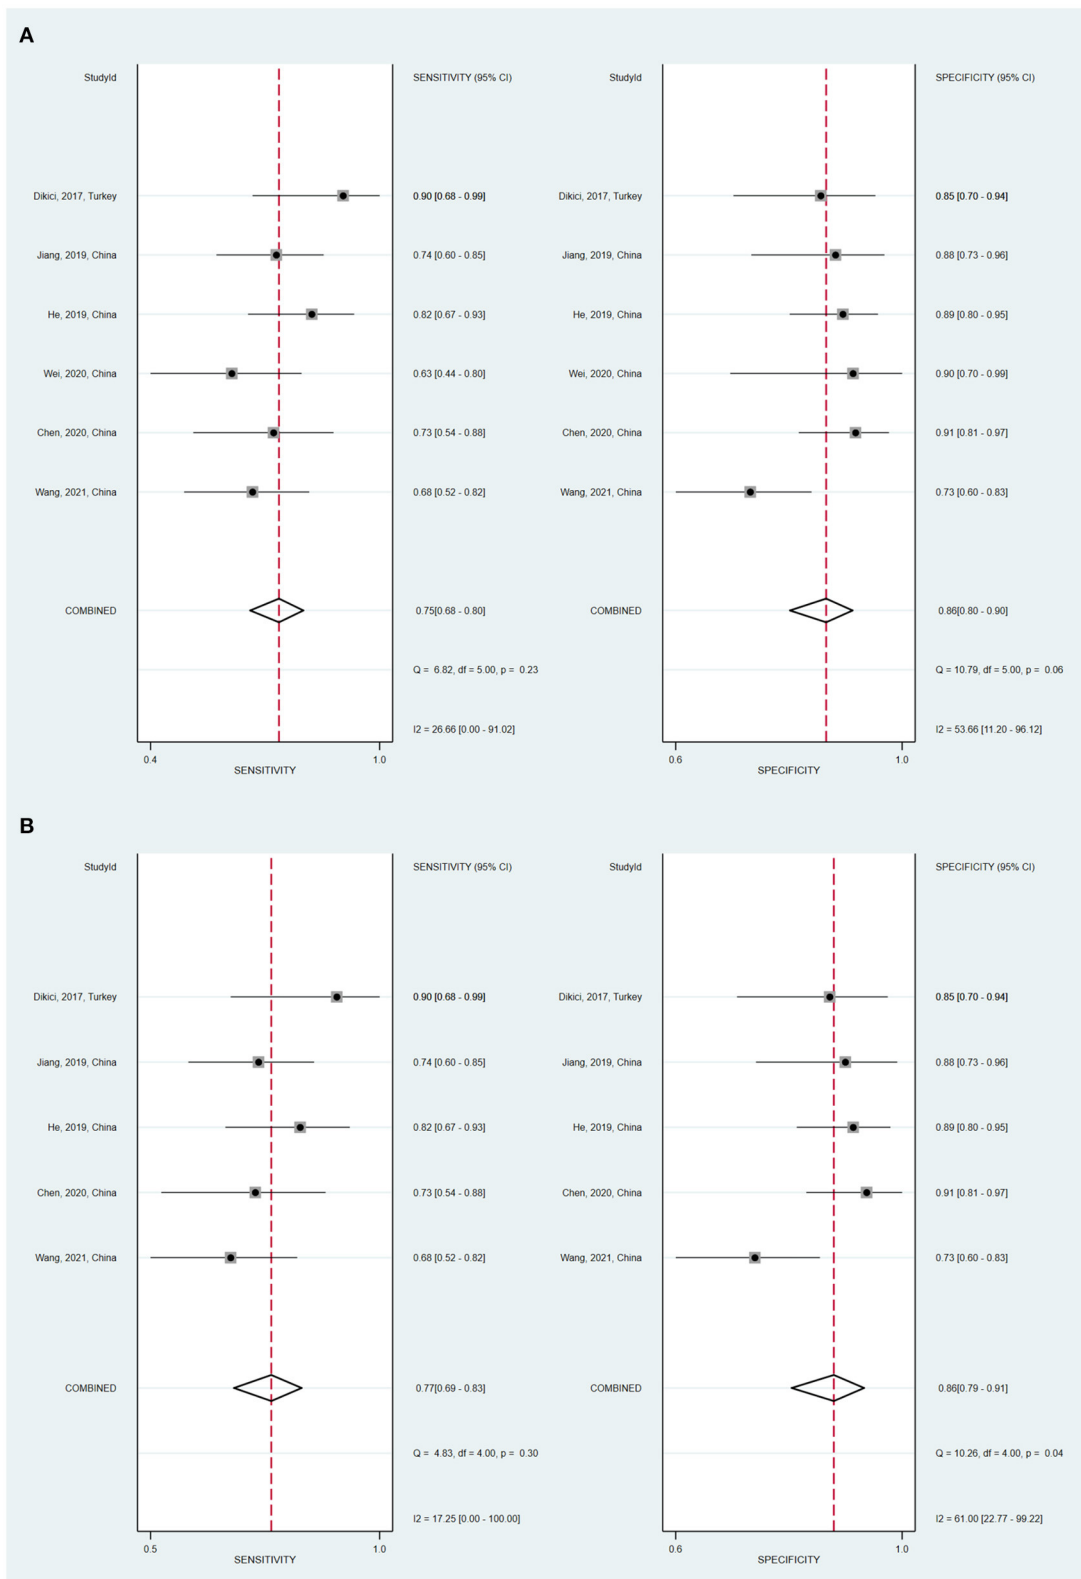 A
StudyId SENSITIVITY (95% CI) StudyId SPECIFICITY (95% CI)
Dikici, 2017, Turkey 0.90 [0.68 - 0.99] Dikici, 2017, Turkey 0.85 [0.70 - 0.94]
Jiang, 2019, China 0.74 [0.60 - 0.85] Jiang, 2019, China 0.88 [0.73 - 0.96]
He, 2019, China 0.82 [0.67 - 0.93] He, 2019, China 0.89 [0.80 - 0.95]
Wei, 2020, China 0.63 [0.44 - 0.80] Wei, 2020, China 0.90 [0.70 - 0.99]
Chen, 2020, China 0.73 [0.54 - 0.88] Chen, 2020, China 0.91 [0.81 - 0.97]
Wang, 2021, China 0.68 [0.52 - 0.82] Wang, 2021, China 0.73 [0.60 - 0.83]
COMBINED 0.75[0.68 - 0.80] COMBINED 0.86[0.80 - 0.90]
Q = 6.82, df = 5.00, p = 0.23 Q = 10.79, df = 5.00, p = 0.06
I2 = 26.66 [0.00 - 91.02] I2 = 53.66 [11.20 - 96.12]
0.4 1.0 0.6 1.0
SENSITIVITY SPECIFICITY
B
StudyId SENSITIVITY (95% CI) StudyId SPECIFICITY (95% CI)
Dikici, 2017, Turkey 0.90 [0.68 - 0.99] Dikici, 2017, Turkey 0.85 [0.70 - 0.94]
Jiang, 2019, China 0.74 [0.60 - 0.85] Jiang, 2019, China 0.88 [0.73 - 0.96]
He, 2019, China 0.82 [0.67 - 0.93] He, 2019, China 0.89 [0.80 - 0.95]
Chen, 2020, China 0.73 [0.54 - 0.88] Chen, 2020, China 0.91 [0.81 - 0.97]
Wang, 2021, China 0.68 [0.52 - 0.82] Wang, 2021, China 0.73 [0.60 - 0.83]
COMBINED 0.77[0.69 - 0.83] COMBINED 0.86[0.79 - 0.91]
Q = 4.83, df = 4.00, p = 0.30 Q = 10.26, df = 4.00, p = 0.04
I2 = 17.25 [0.00 - 100.00] I2 = 61.00 [22.77 - 99.22]
0.5 1.0 0.6 1.0
SENSITIVITY SPECIFICITY